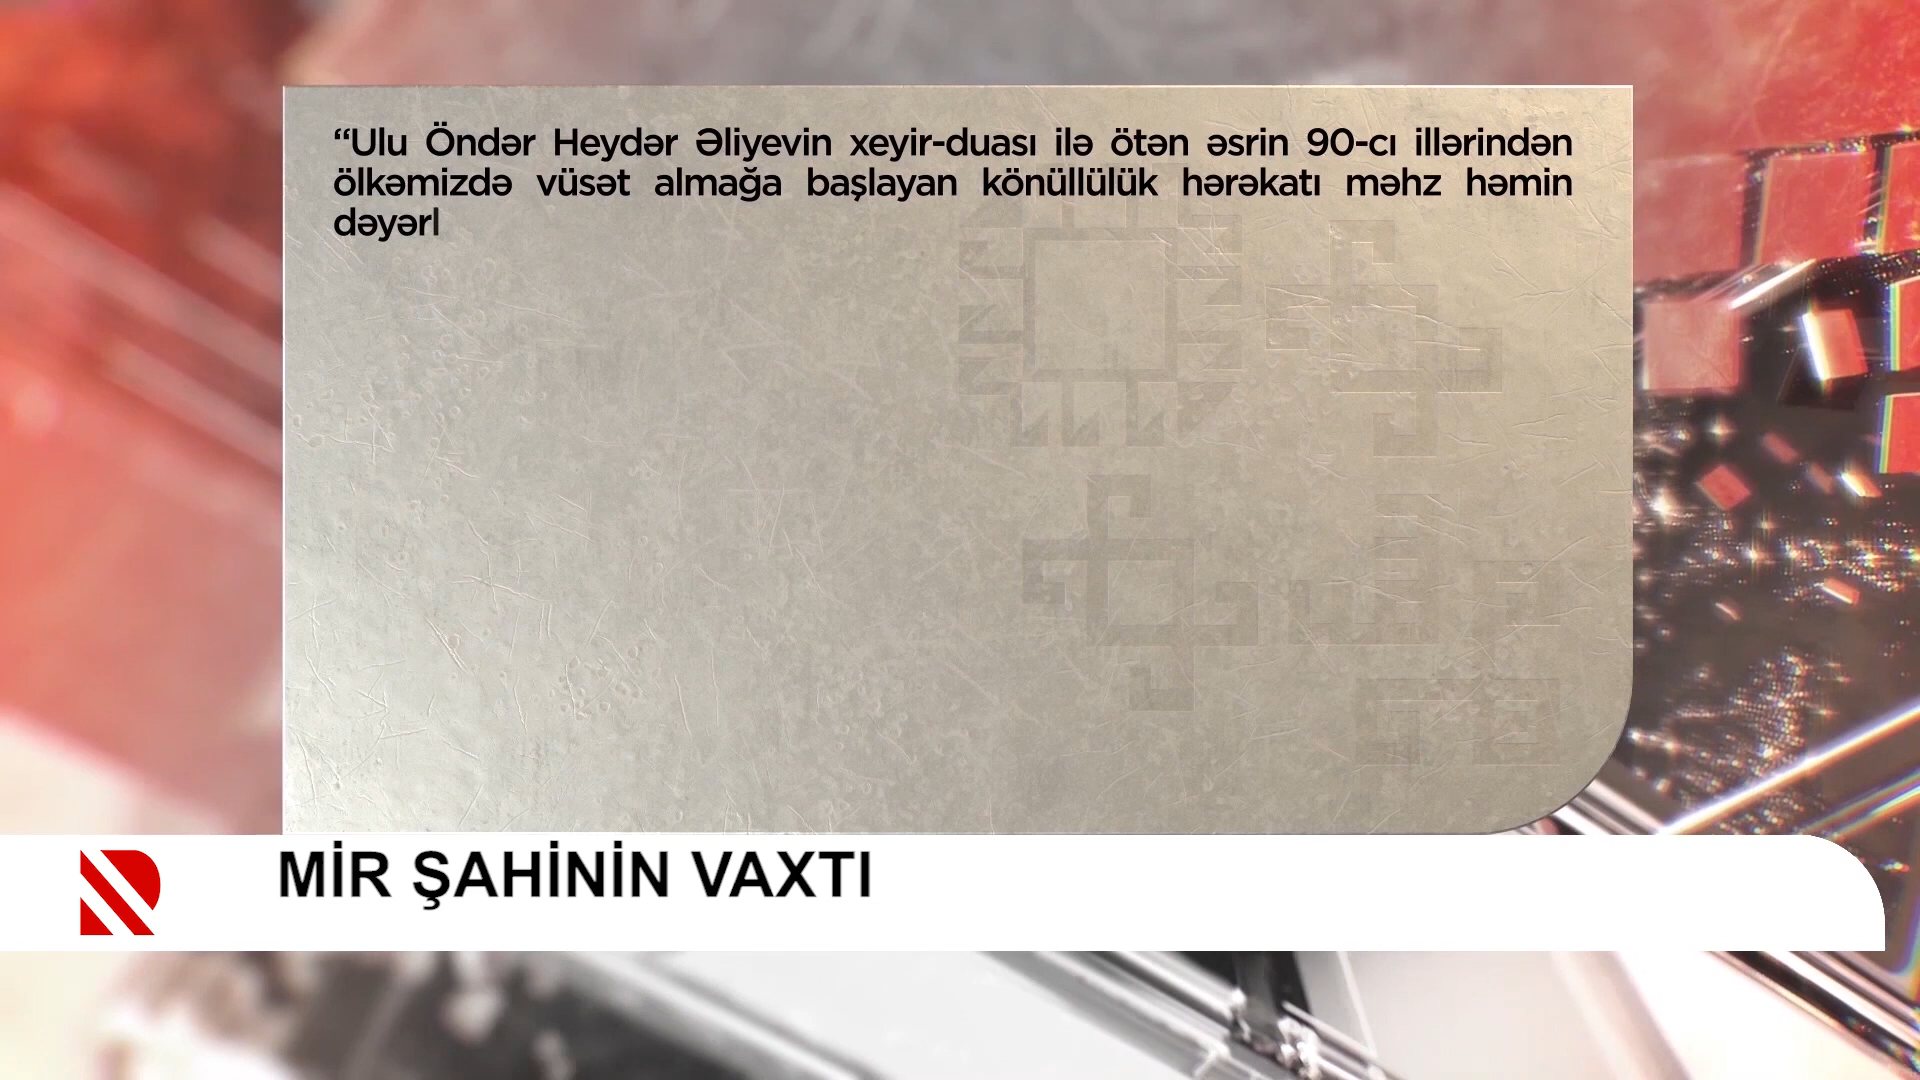 “Ulu Öndər Heydər Əliyevin xeyir-duası ilə ötən əsrin 90-cı illərindən
ölkəmizdə vüsət almağa başlayan könüllülük hərəkatı məhz həmin
dəyərl
MİR ŞAHİNİN VAXTI